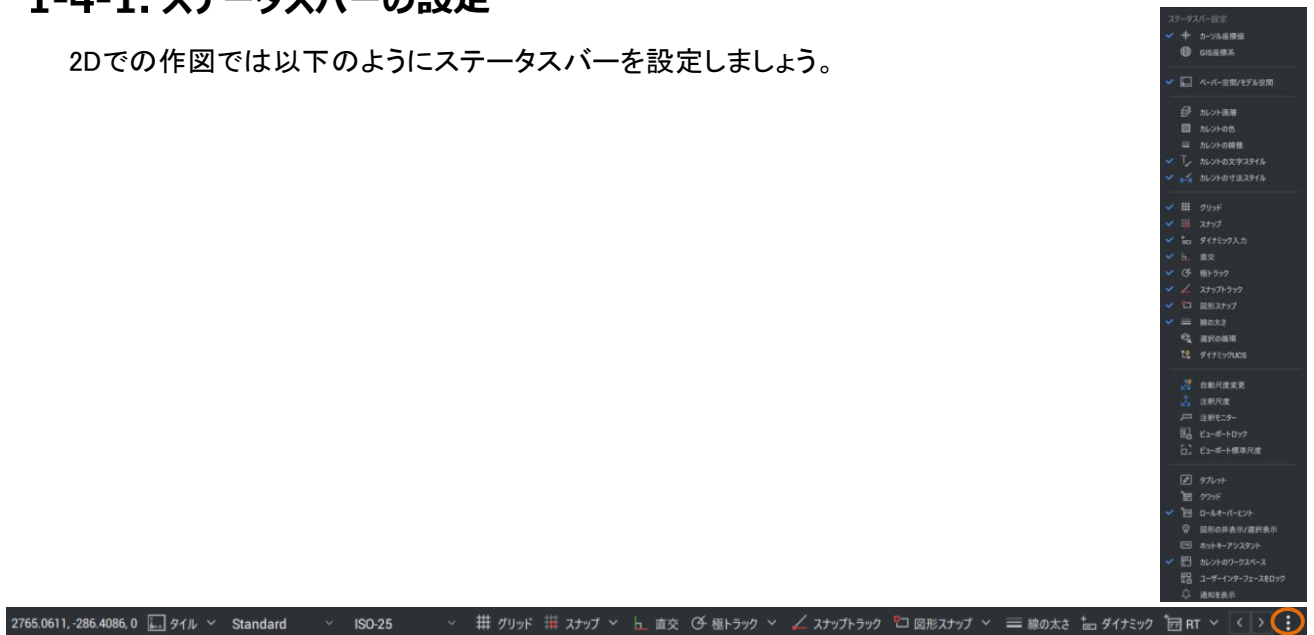 1-4-1. ステータスバーの設定
2Dでの作図では以下のようにステータスバーを設定しましょう。
ステータスバー設定
カーソル座標値
GIS座標系
ペーパー空間/モデル空間
カレント画層
カレントの色
カレントの線種
カレントの文字スタイル
カレントの寸法スタイル
グリッド
スナップ
ダイナミック入力
直交
極トラック
スナップトラック
図形スナップ
線の太さ
選択の循環
ダイナミックUCS
自動尺度変更
注釈尺度
注釈モニター
ビューポートロック
ビューポート標準尺度
タブレット
クワッド
ロールオーバーヒント
図形の非表示/選択表示
ホットキーアシスタント
カレントのワークスペース
ユーザーインターフェースをロック
通知を表示
2765.0611, -286.4086, 0 タイル Standard ISO-25 グリッド スナップ 直交 極トラック スナップトラック 図形スナップ 線の太さ ダイナミック RT